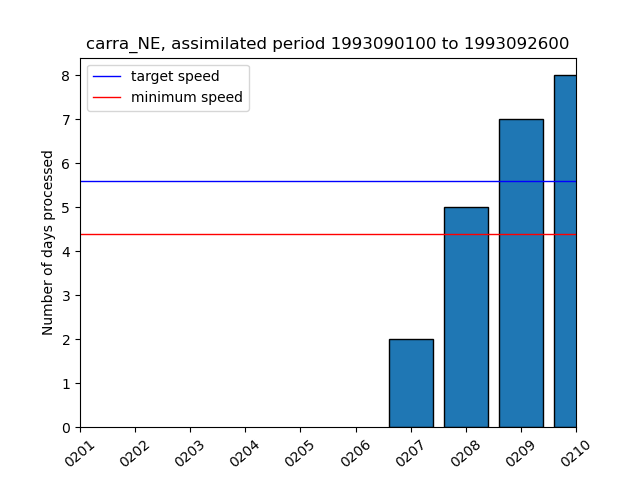 carra_NE, assimilated period 1993090100 to 1993092600
target speed
minimum speed
Number of days processed
8
7
6
5
4
3
2
1
0
0201 0202 0203 0204 0205 0206 0207 0208 0209 0210